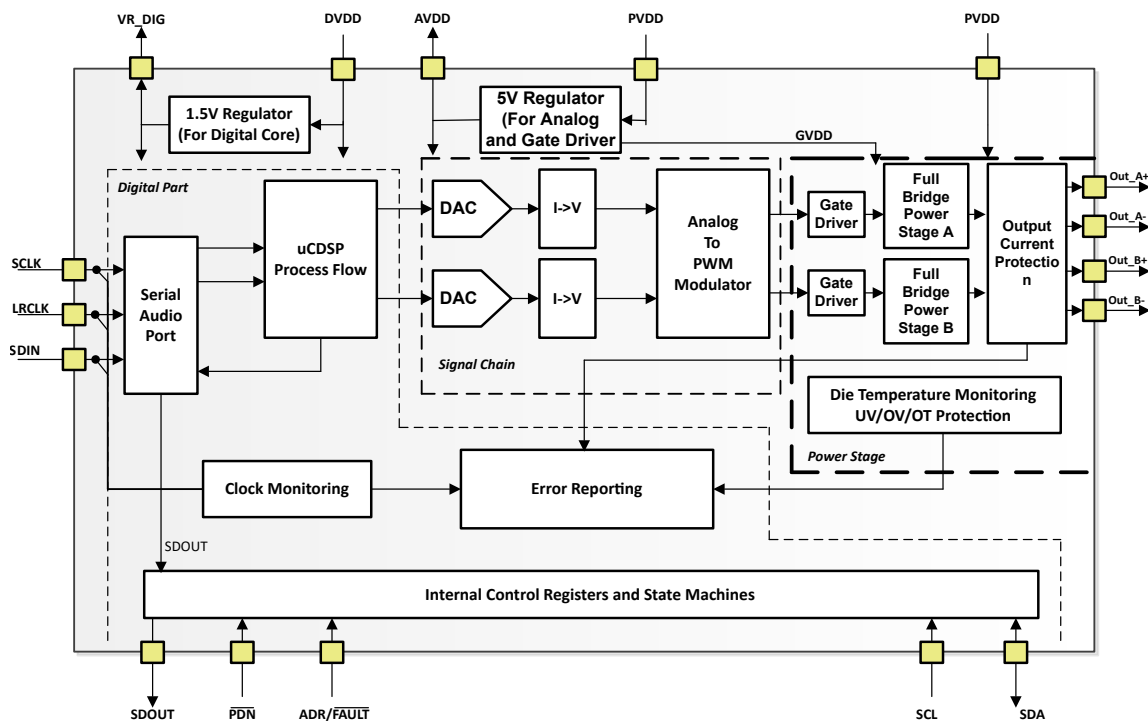 VR_DIG
DVDD
AVDD
PVDD
PVDD
1.5V Regulator
(For Digital Core)
5V Regulator
(For Analog
and Gate Driver
GVDD
Digital Part
uCDSP
Process Flow
DAC
I->V
Analog
To
PWM
Modulator
Gate
Driver
Full
Bridge
Power
Stage A
Output
Current
Protectio
n
Out_A+
Out_A-
Out_B+
Out_B-
SCLK
LRCLK
SDIN
Serial
Audio
Port
DAC
I->V
Gate
Driver
Full
Bridge
Power
Stage B
Signal Chain
Die Temperature Monitoring
UV/OV/OT Protection
Power Stage
Clock Monitoring
Error Reporting
SDOUT
Internal Control Registers and State Machines
SDOUT
PDN
ADR/FAULT
SCL
SDA